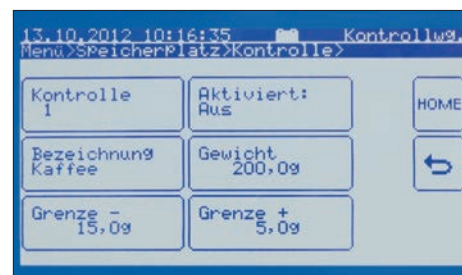 13.10.2012 10:16:35 Kontrollwg.
Menü>Speicherplatz>Kontrolle>
Kontrolle
1
Aktiviert:
Aus
HOME
Bezeichnung
Kaffee
Gewicht
200,0g
Grenze -
15,0g
Grenze +
5,0g